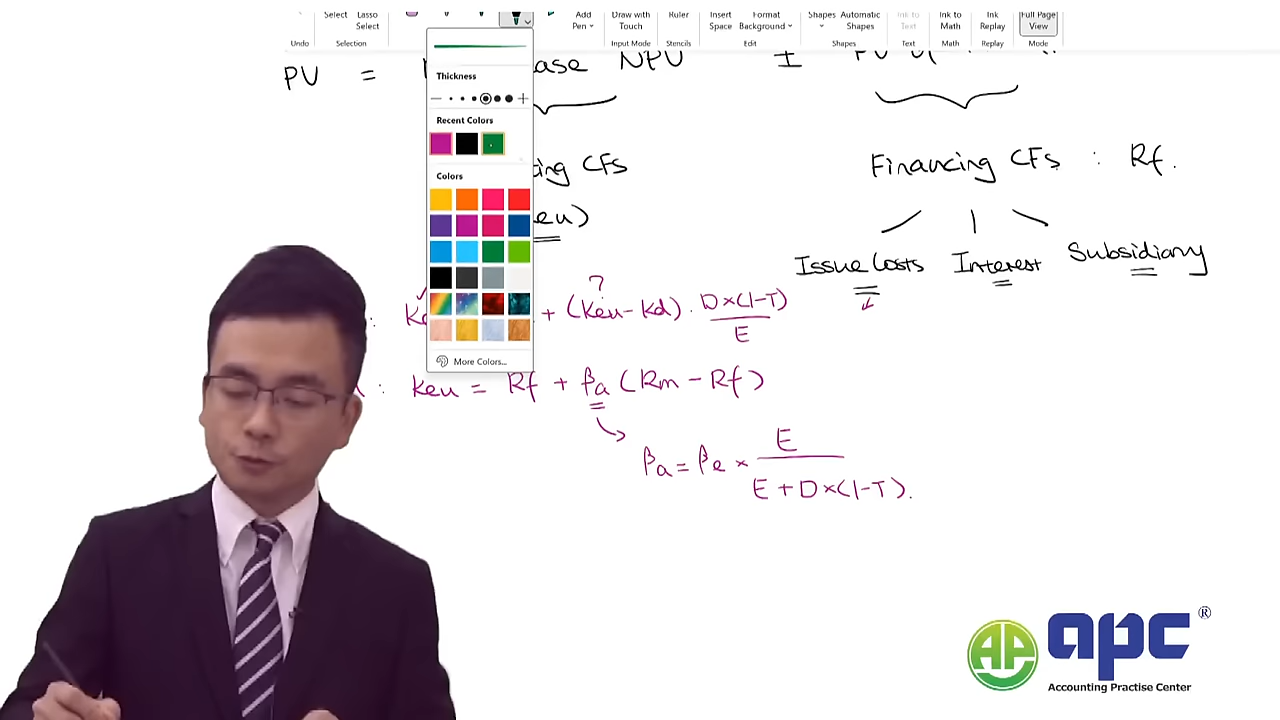 Select Lasso Select Add Pen Draw with Touch Ruler Insert Space Format Background Shapes Automatic Shapes Ink to Text Ink to Math Ink Replay Full Page View
Undo Selection Input Mode Stencils Edit Shapes Text Math Replay Mode
PV = ase NPV ± PV
Thickness
Recent Colors
Colors
More Colors...
ing CFs
eu)
Financing CFs : Rf.
Issue Costs Interest Subsidiary
?
: Ke + (Keu-Kd) · D×(1-T)
E
: Keu = Rf + βa (Rm - Rf)
βa = βe × E
E + D×(1-T).
apc®
Accounting Practise Center